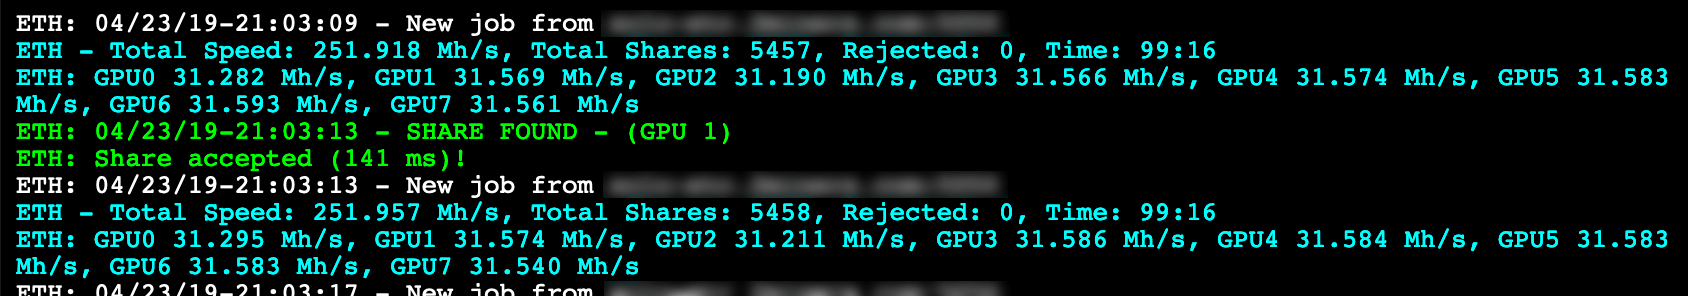 ETH: 04/23/19-21:03:09 - New job from
ETH - Total Speed: 251.918 Mh/s, Total Shares: 5457, Rejected: 0, Time: 99:16
ETH: GPU0 31.282 Mh/s, GPU1 31.569 Mh/s, GPU2 31.190 Mh/s, GPU3 31.566 Mh/s, GPU4 31.574 Mh/s, GPU5 31.583
Mh/s, GPU6 31.593 Mh/s, GPU7 31.561 Mh/s
ETH: 04/23/19-21:03:13 - SHARE FOUND - (GPU 1)
ETH: Share accepted (141 ms)!
ETH: 04/23/19-21:03:13 - New job from
ETH - Total Speed: 251.957 Mh/s, Total Shares: 5458, Rejected: 0, Time: 99:16
ETH: GPU0 31.295 Mh/s, GPU1 31.574 Mh/s, GPU2 31.211 Mh/s, GPU3 31.586 Mh/s, GPU4 31.584 Mh/s, GPU5 31.583
Mh/s, GPU6 31.583 Mh/s, GPU7 31.540 Mh/s
ETH: 04/23/19-21:03:17 - New job from